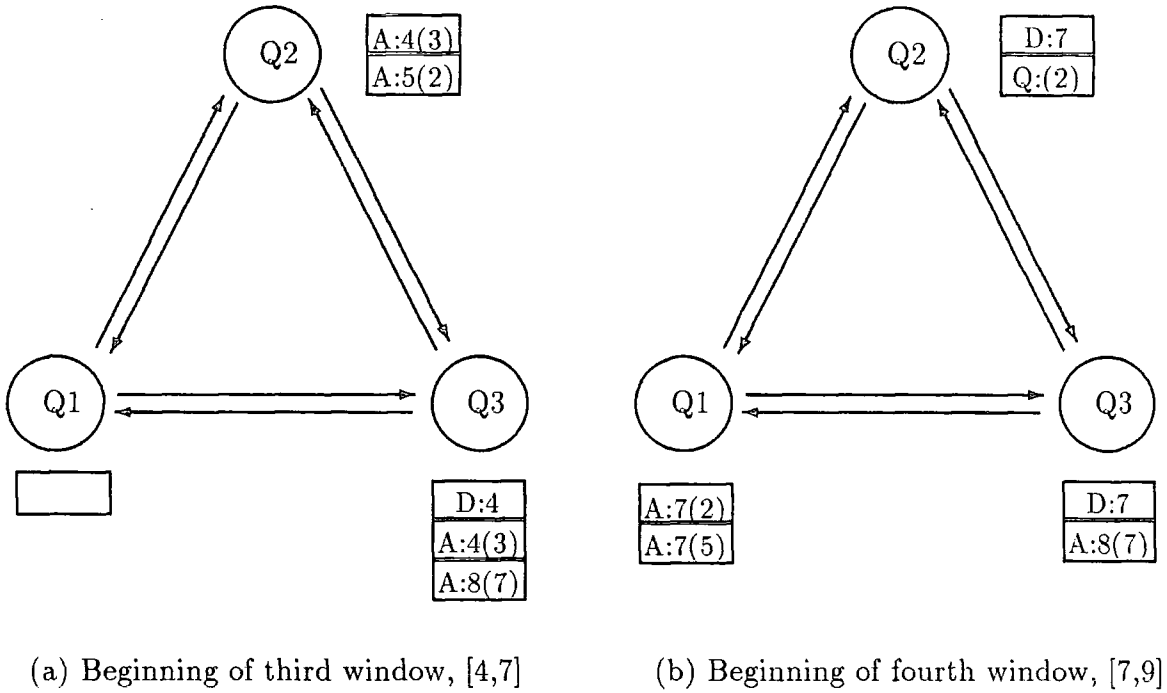 Q2
A:4(3)
A:5(2)
Q1
Q3
D:4
A:4(3)
A:8(7)
(a) Beginning of third window, [4,7]
Q2
D:7
Q:(2)
Q1
A:7(2)
A:7(5)
Q3
D:7
A:8(7)
(b) Beginning of fourth window, [7,9]